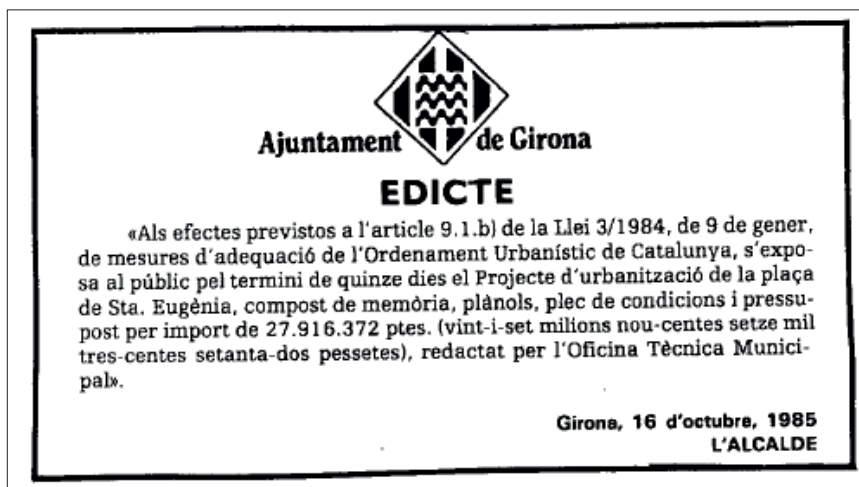 Ajuntament de Girona
EDICTE
«Als efectes previstos a l'article 9.1.b) de la Llei 3/1984, de 9 de gener,
de mesures d'adequació de l'Ordenament Urbanístic de Catalunya, s'expo-
sa al públic pel termini de quinze dies el Projecte d'urbanització de la plaça
de Sta. Eugènia, compost de memòria, plànols, plec de condicions i pressu-
post per import de 27.916.372 ptes. (vint-i-set milions nou-centes setze mil
tres-centes setanta-dos pessetes), redactat per l'Oficina Tècnica Munici-
pal».
Girona, 16 d'octubre, 1985
L'ALCALDE